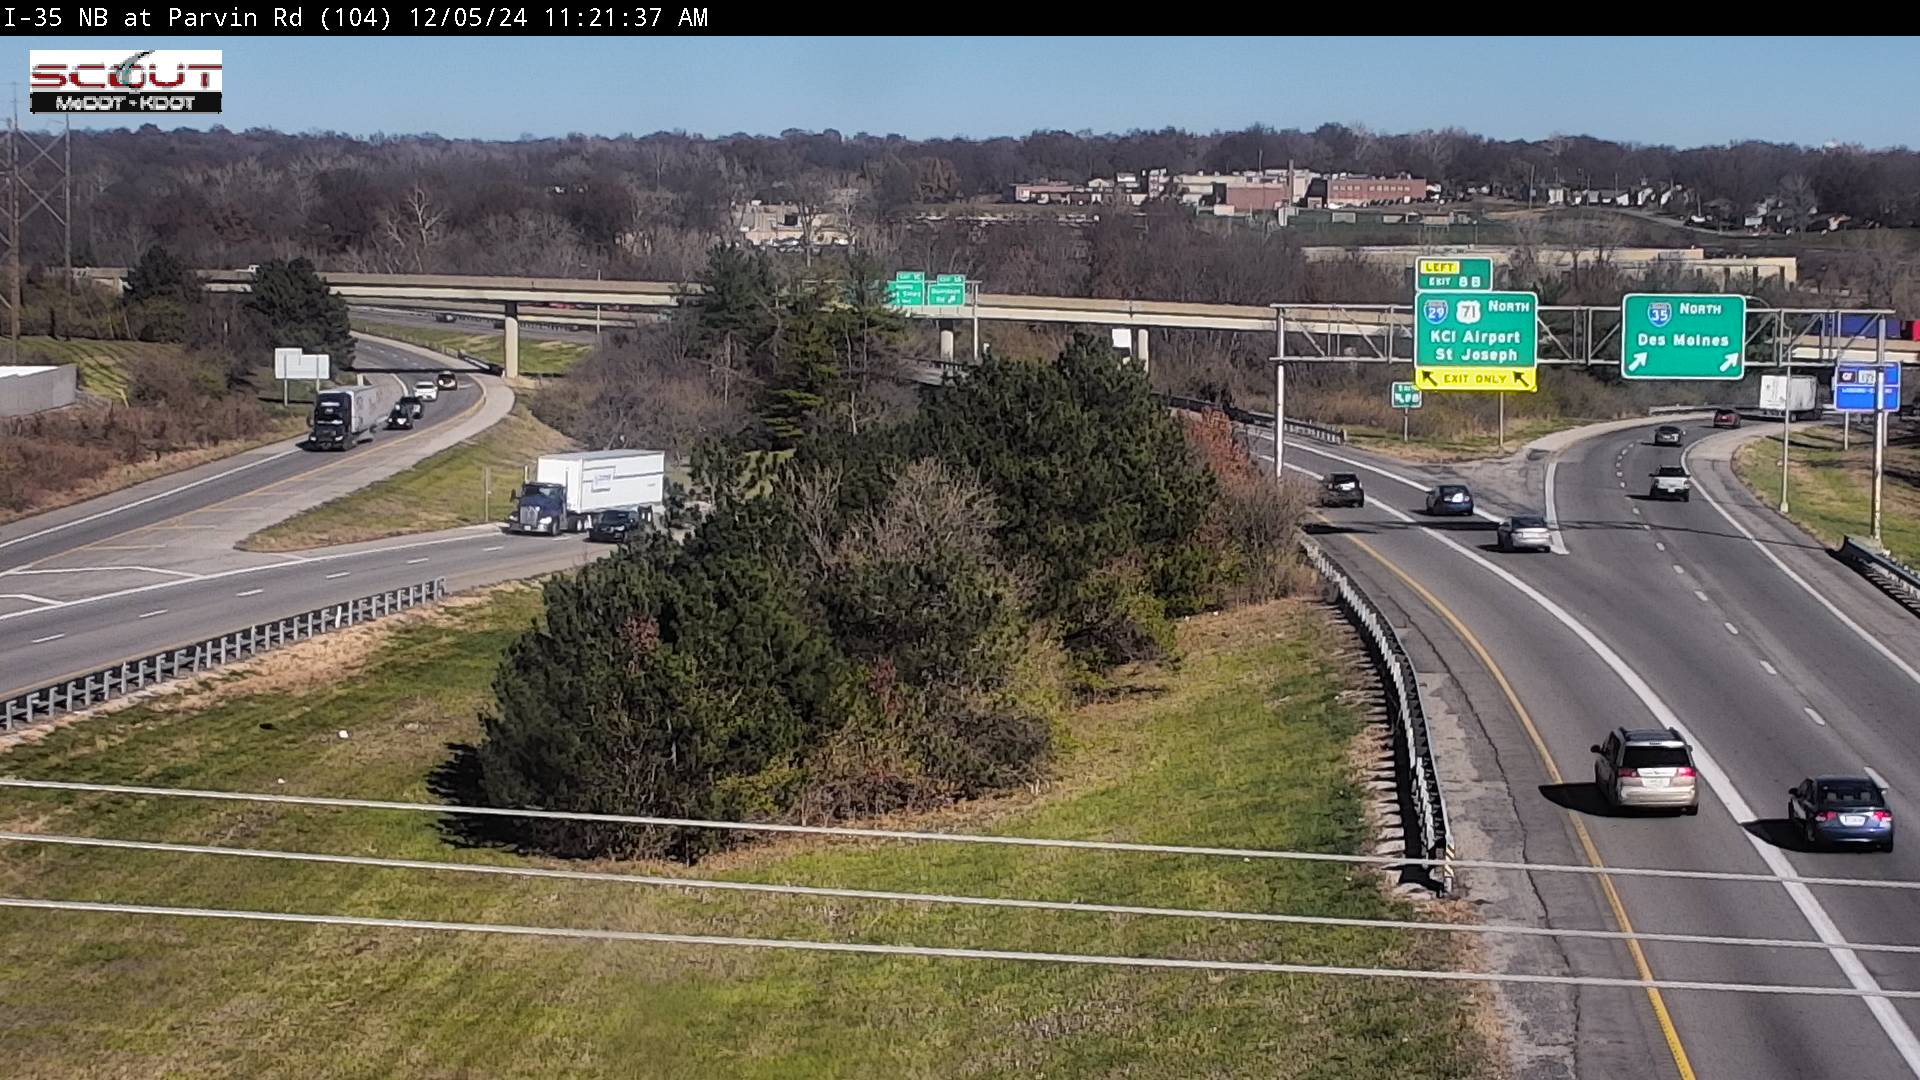 I-35 NB at Parvin Rd (104) 12/05/24 11:21:37 AM
SCOUT
MoDOT - KDOT
LEFT
EXIT 8B
29 71 NORTH
KCI Airport
St Joseph
EXIT ONLY
35 NORTH
Des Moines